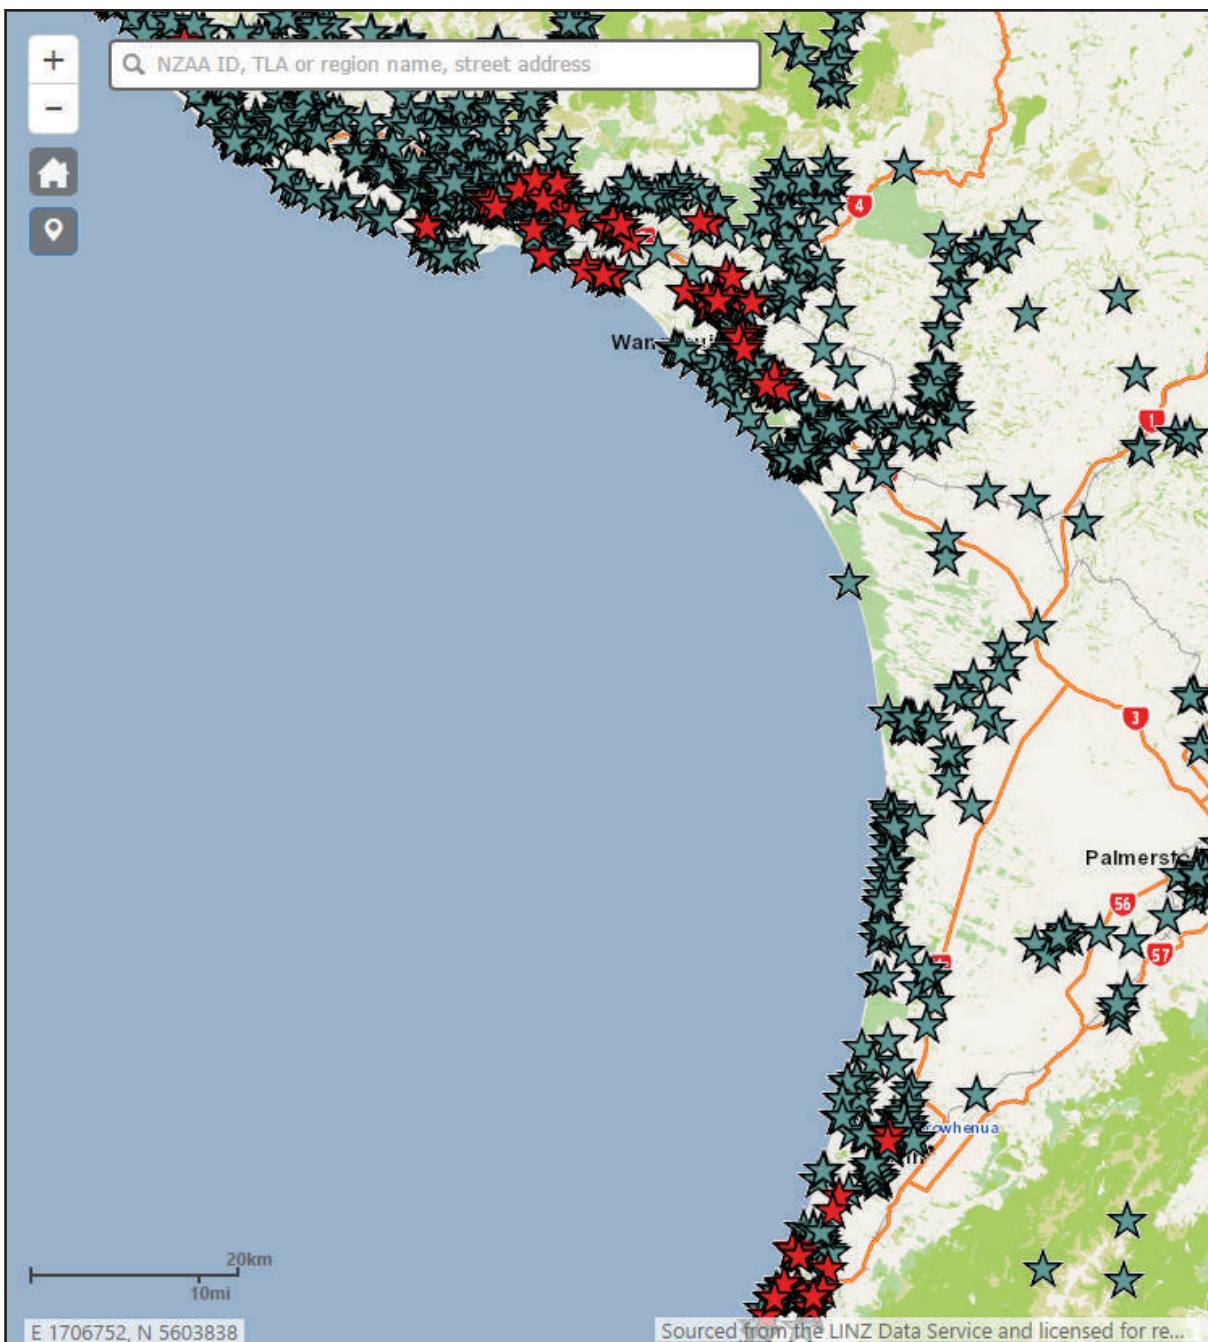 +
NZAA ID, TLA or region name, street address
−
4
1
3
56
57
20km
10mi
E 1706752, N 5603838
Sourced from the LINZ Data Service and licensed for re...